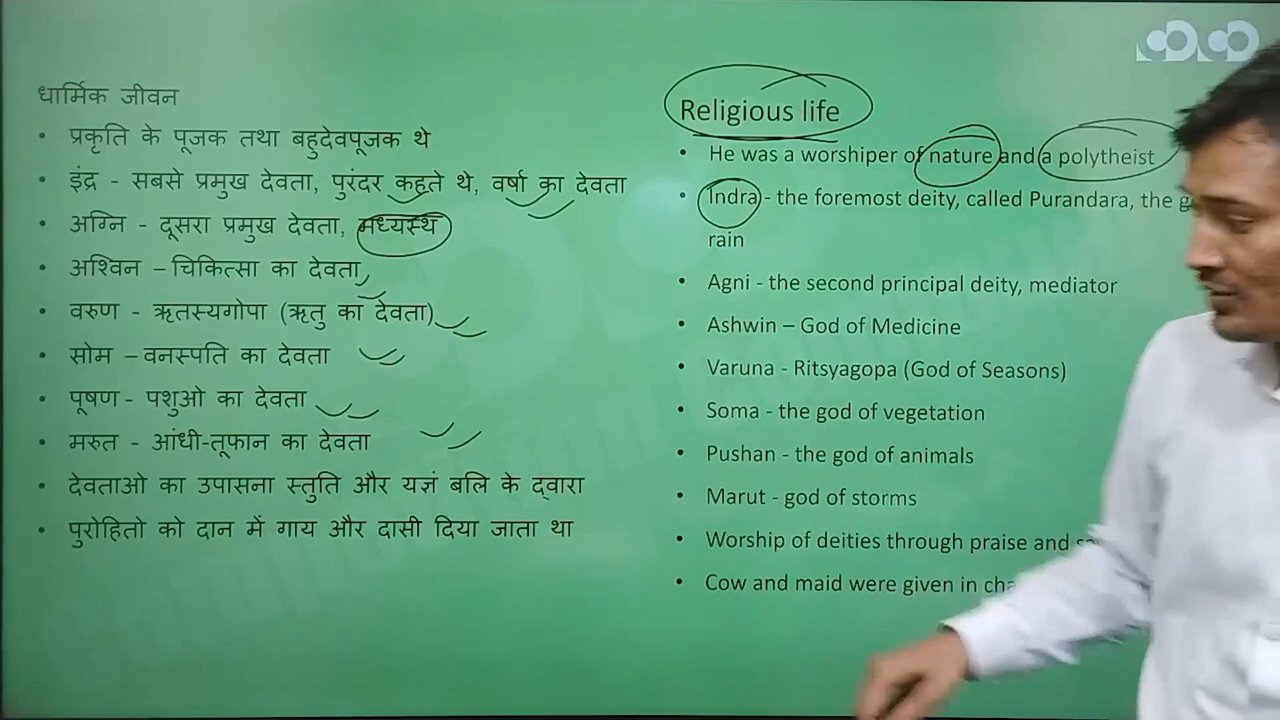 धार्मिक जीवन
• प्रकृति के पूजक तथा बहुदेवपूजक थे
• इंद्र - सबसे प्रमुख देवता, पुरंदर कहते थे, वर्षा का देवता
• अग्नि - दूसरा प्रमुख देवता, मध्यस्थ
• अश्विन – चिकित्सा का देवता
• वरुण - ऋतस्यगोपा (ऋतु का देवता)
• सोम – वनस्पति का देवता
• पूषण - पशुओ का देवता
• मरुत - आंधी-तूफान का देवता
• देवताओ का उपासना स्तुति और यज्ञं बलि के द्वारा
• पुरोहितो को दान में गाय और दासी दिया जाता था
Religious life
• He was a worshiper of nature and a polytheist
• Indra - the foremost deity, called Purandara, the
rain
• Agni - the second principal deity, mediator
• Ashwin – God of Medicine
• Varuna - Ritsyagopa (God of Seasons)
• Soma - the god of vegetation
• Pushan - the god of animals
• Marut - god of storms
• Worship of deities through praise and
• Cow and maid were given in